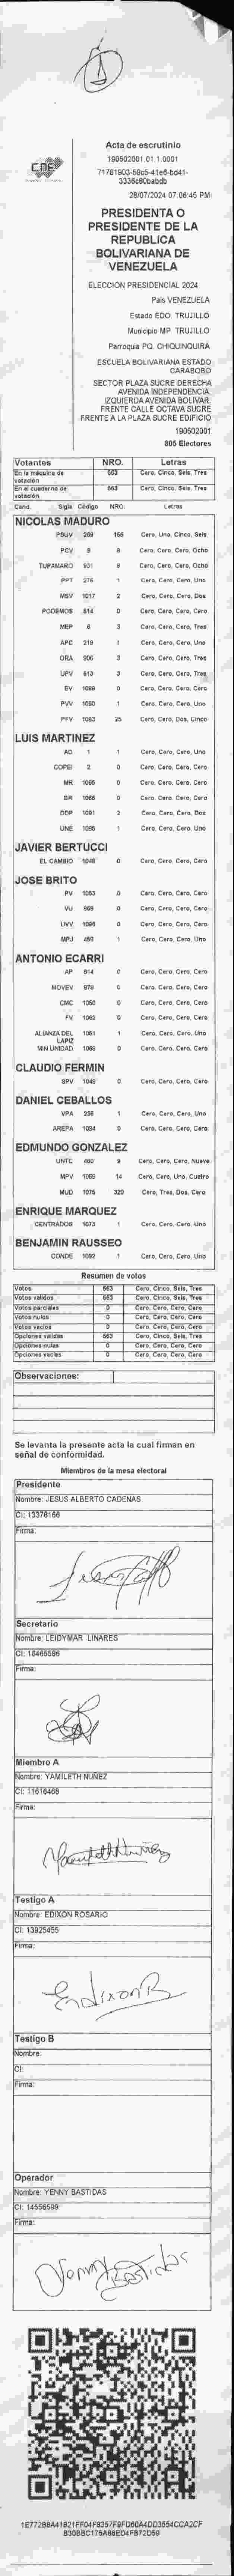 CNE
Acta de escrutinio
190502001.01.1.0001
28/07/2024 07:06:45 PM
PRESIDENTA O
PRESIDENTE DE LA
REPUBLICA
BOLIVARIANA DE
VENEZUELA
ELECCIÓN PRESIDENCIAL 2024
País VENEZUELA
Estado EDO. TRUJILLO
Municipio MP. TRUJILLO
Parroquia PQ. CHIQUINQUIRÁ
ESCUELA BOLIVARIANA ESTADO
CARABOBO
SECTOR PLAZA SUCRE DERECHA
AVENIDA INDEPENDENCIA.
IZQUIERDA AVENIDA BOLIVAR.
FRENTE CALLE OCTAVA SUCRE
FRENTE A LA PLAZA SUCRE EDIFICIO
190502001
805 Electores
Votantes NRO. Letras
En la máquina de votación 563 Cero, Cinco, Seis, Tres
En el cuaderno de votación 563 Cero, Cinco, Seis, Tres
Cand. Sigla Código NRO. Letras
NICOLAS MADURO
PSUV 269 156 Cero, Uno, Cinco, Seis
PCV 5 8 Cero, Cero, Cero, Ocho
TUPAMARO 931 8 Cero, Cero, Cero, Ocho
PPT 276 1 Cero, Cero, Cero, Uno
MSV 1017 2 Cero, Cero, Cero, Dos
PODEMOS 514 0 Cero, Cero, Cero, Cero
MEP 6 3 Cero, Cero, Cero, Tres
APC 219 1 Cero, Cero, Cero, Uno
ORA 906 3 Cero, Cero, Cero, Tres
UPV 613 3 Cero, Cero, Cero, Tres
EV 1089 0 Cero, Cero, Cero, Cero
PVV 1050 1 Cero, Cero, Cero, Uno
PFV 1083 25 Cero, Cero, Dos, Cinco
LUIS MARTINEZ
AD 1 1 Cero, Cero, Cero, Uno
COPEI 2 0 Cero, Cero, Cero, Cero
MR 1065 0 Cero, Cero, Cero, Cero
BR 1066 0 Cero, Cero, Cero, Cero
DDP 1081 2 Cero, Cero, Cero, Dos
UNE 1095 1 Cero, Cero, Cero, Uno
JAVIER BERTUCCI
EL CAMBIO 1048 0 Cero, Cero, Cero, Cero
JOSE BRITO
PV 1053 0 Cero, Cero, Cero, Cero
VU 969 0 Cero, Cero, Cero, Cero
UVV 1096 0 Cero, Cero, Cero, Cero
MPJ 450 1 Cero, Cero, Cero, Uno
ANTONIO ECARRI
AP 814 0 Cero, Cero, Cero, Cero
MOVEV 878 0 Cero, Cero, Cero, Cero
CMC 1050 0 Cero, Cero, Cero, Cero
FV 1062 0 Cero, Cero, Cero, Cero
ALIANZA DEL LAPIZ 1051 1 Cero, Cero, Cero, Uno
MIN UNIDAD 1068 0 Cero, Cero, Cero, Cero
CLAUDIO FERMIN
SPV 1049 0 Cero, Cero, Cero, Cero
DANIEL CEBALLOS
VPA 236 1 Cero, Cero, Cero, Uno
AREPA 1094 0 Cero, Cero, Cero, Cero
EDMUNDO GONZALEZ
UNTC 460 9 Cero, Cero, Cero, Nueve
MPV 1069 14 Cero, Cero, Uno, Cuatro
MUD 1075 320 Cero, Tres, Dos, Cero
ENRIQUE MARQUEZ
CENTRADOS 1073 1 Cero, Cero, Cero, Uno
BENJAMIN RAUSSEO
CONDE 1092 1 Cero, Cero, Cero, Uno
Resumen de votos
Votos 563 Cero, Cinco, Seis, Tres
Votos válidos 563 Cero, Cinco, Seis, Tres
Votos parciales 0 Cero, Cero, Cero, Cero
Votos nulos 0 Cero, Cero, Cero, Cero
Votos vacíos 0 Cero, Cero, Cero, Cero
Opciones válidas 563 Cero, Cinco, Seis, Tres
Opciones nulas 0 Cero, Cero, Cero, Cero
Opciones vacías 0 Cero, Cero, Cero, Cero
Observaciones:
Se levanta la presente acta la cual firman en
señal de conformidad.
Miembros de la mesa electoral
Presidente
Nombre: JESUS ALBERTO CADENAS
CI: 13378166
Firma:
Secretario
Nombre: LEIDYMAR LINARES
CI: 16465586
Firma:
Miembro A
Nombre: YAMILETH NUÑEZ
CI: 11616468
Firma:
Yamileth Nuñez
Testigo A
Nombre: EDIXON ROSARIO
CI: 13925455
Firma:
Endixon R
Testigo B
Nombre:
CI:
Firma:
Operador
Nombre: YENNY BASTIDAS
CI: 14556599
Firma:
Yenny Bastidas